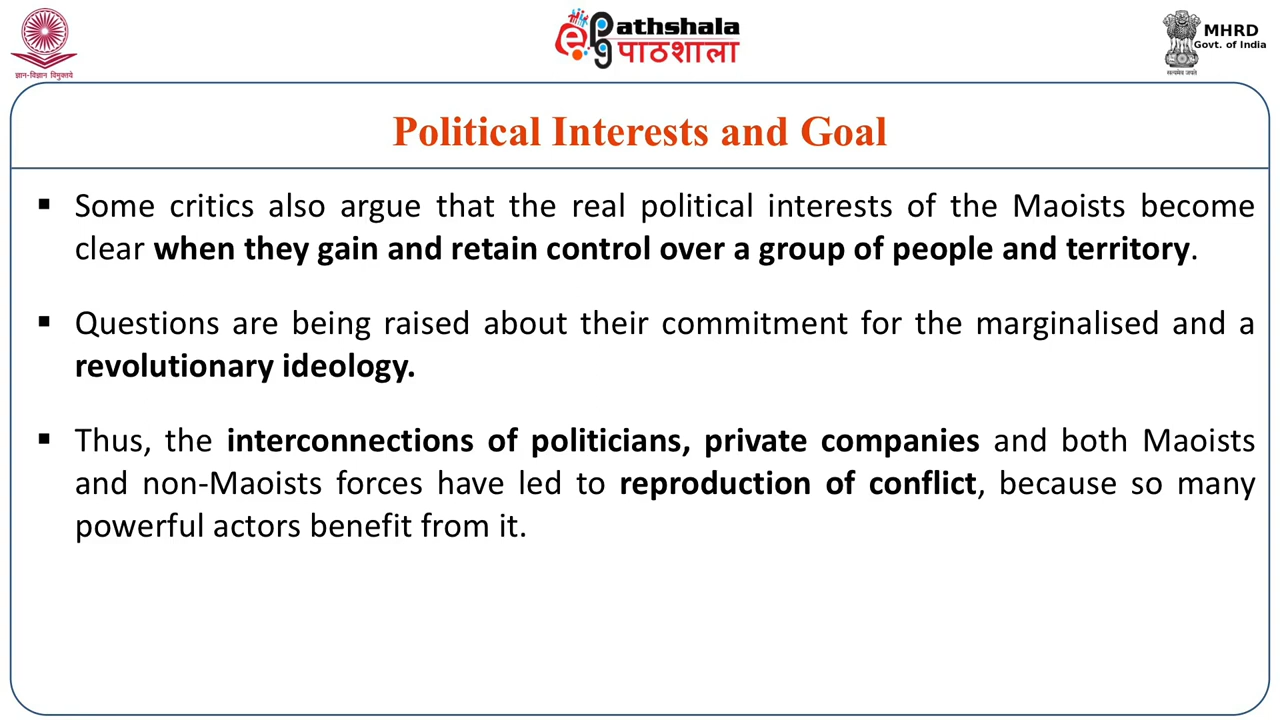 ज्ञान-विज्ञान विमुक्तये
ePathshala
पाठशाला
MHRD
Govt. of India
सत्यमेव जयते
Political Interests and Goal
▪ Some critics also argue that the real political interests of the Maoists become
clear when they gain and retain control over a group of people and territory.
▪ Questions are being raised about their commitment for the marginalised and a
revolutionary ideology.
▪ Thus, the interconnections of politicians, private companies and both Maoists
and non-Maoists forces have led to reproduction of conflict, because so many
powerful actors benefit from it.